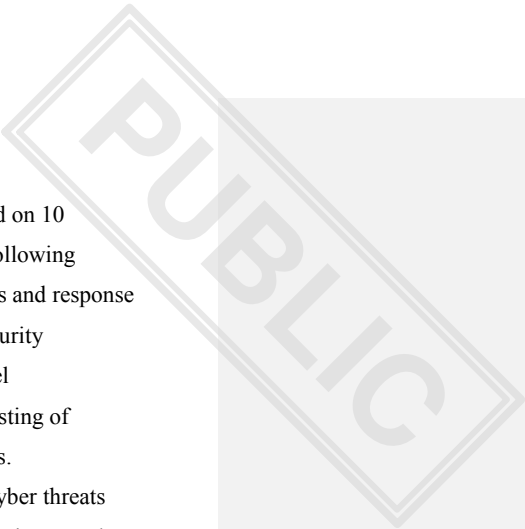 PUBLIC
d on 10
ollowing
s and response
urity
el
sting of
s.
yber threats